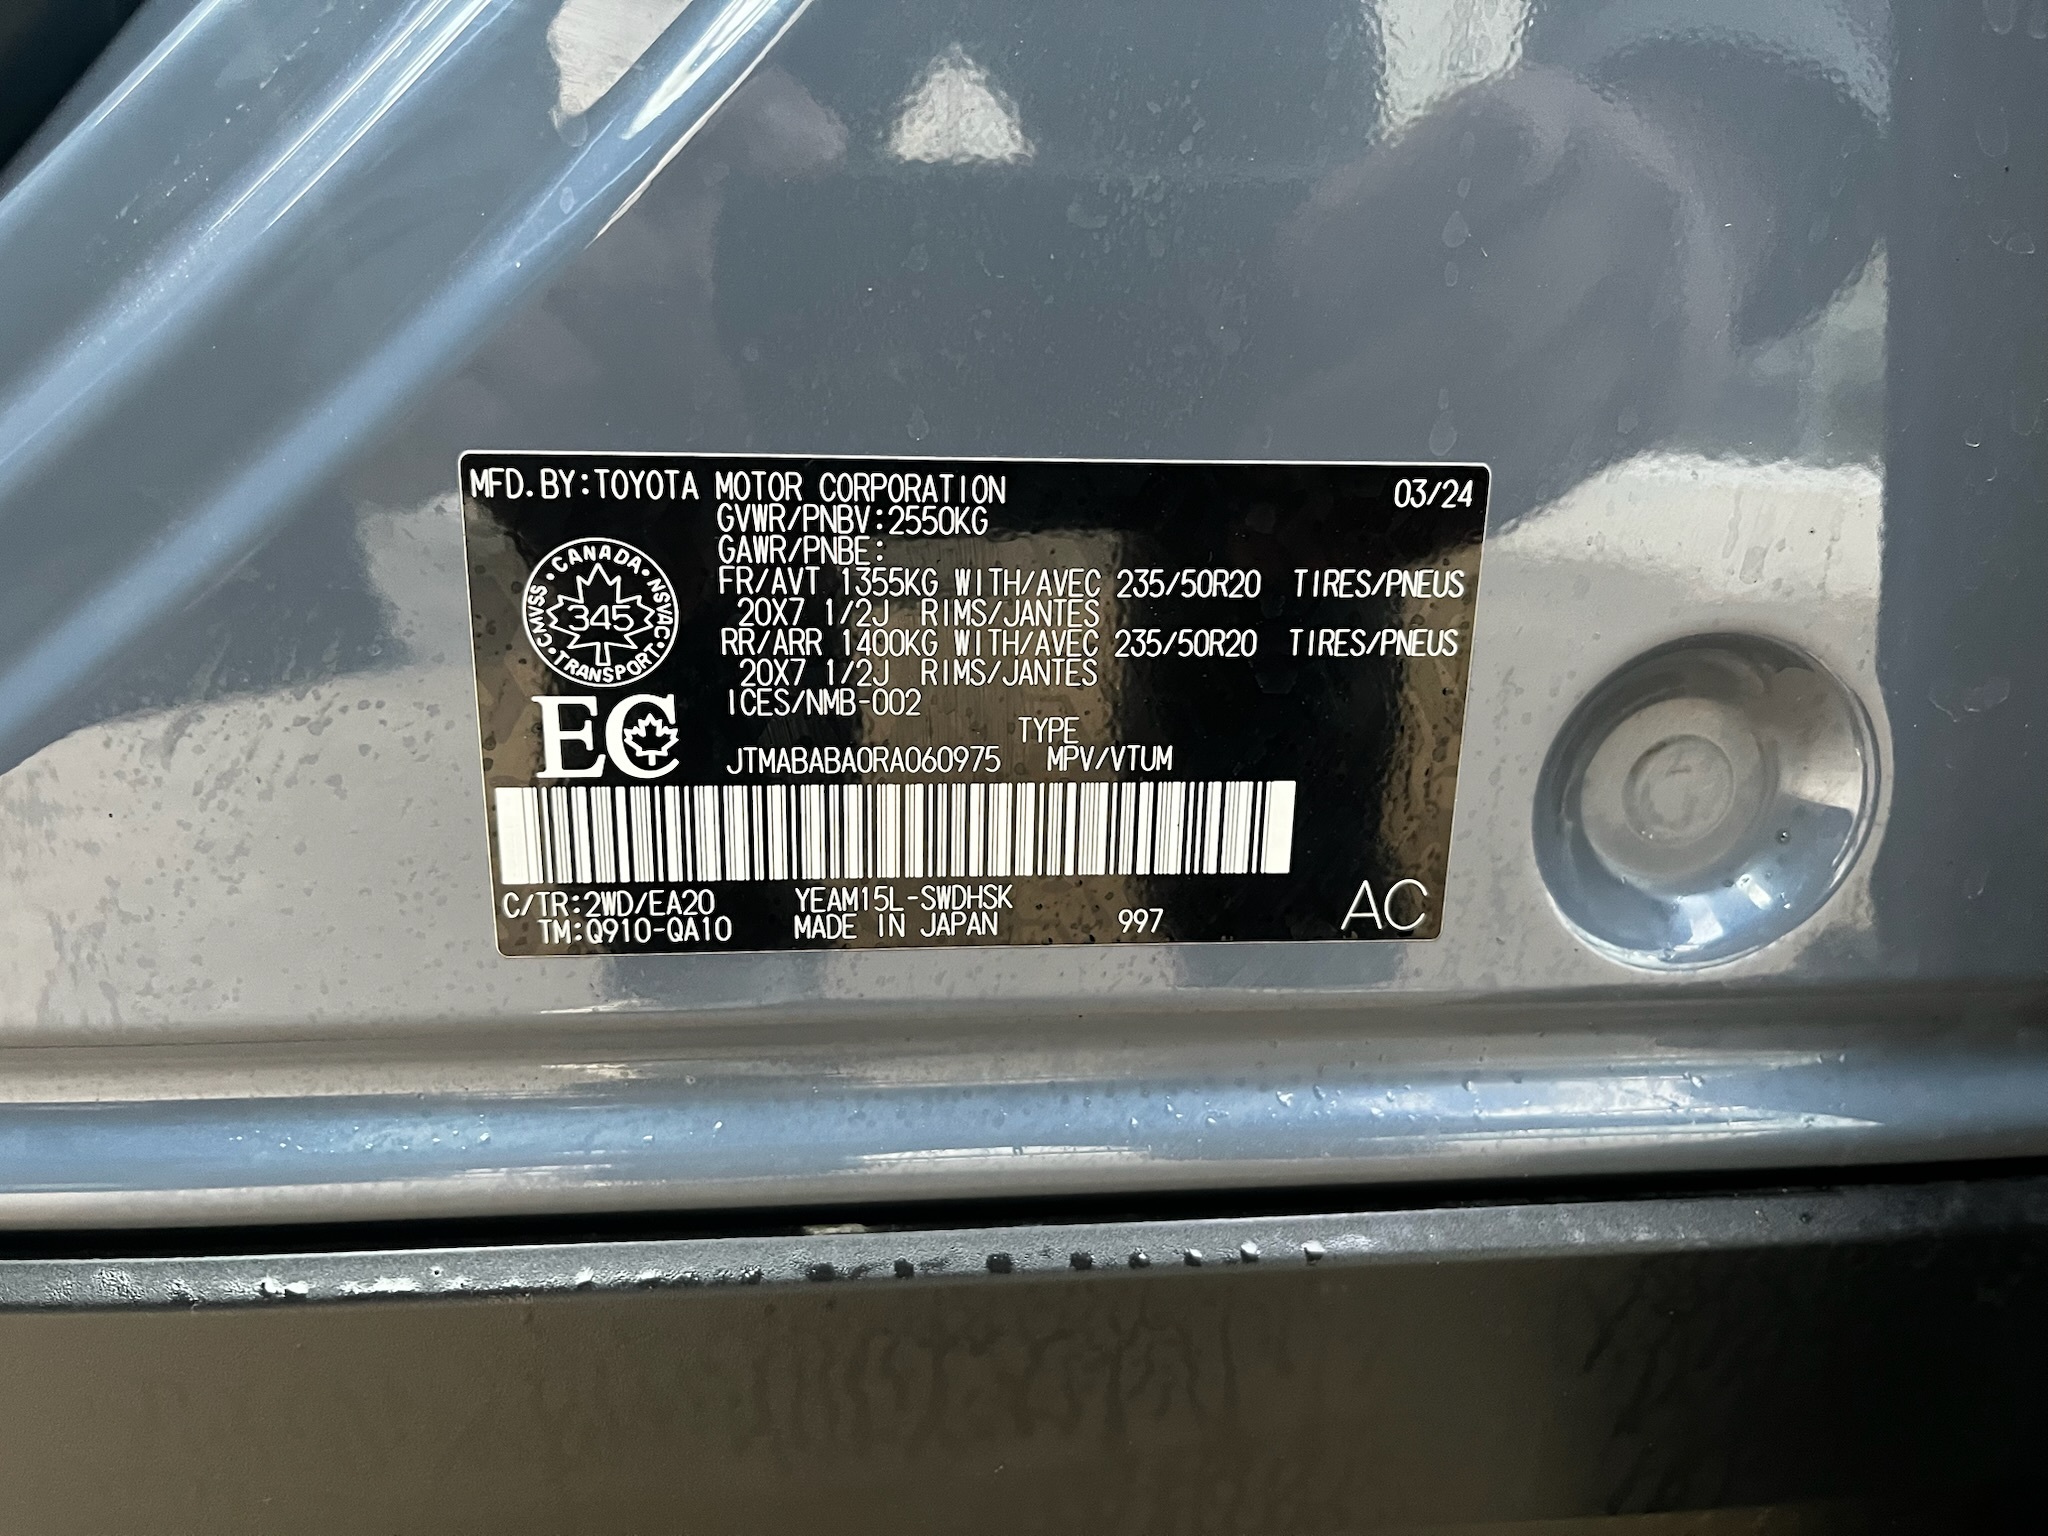 MFD.BY:TOYOTA MOTOR CORPORATION 03/24
GVWR/PNBV:2550KG
GAWR/PNBE:
FR/AVT 1355KG WITH/AVEC 235/50R20 TIRES/PNEUS
20X7 1/2J RIMS/JANTES
RR/ARR 1400KG WITH/AVEC 235/50R20 TIRES/PNEUS
20X7 1/2J RIMS/JANTES
ICES/NMB-002
CANADA · NSVAC · TRANSPORT · CMVSS
345
EC
TYPE
JTMABABA0RA060975 MPV/VTUM
C/TR:2WD/EA20 YEAM15L-SWDHSK
TM:Q910-QA10 MADE IN JAPAN 997 AC